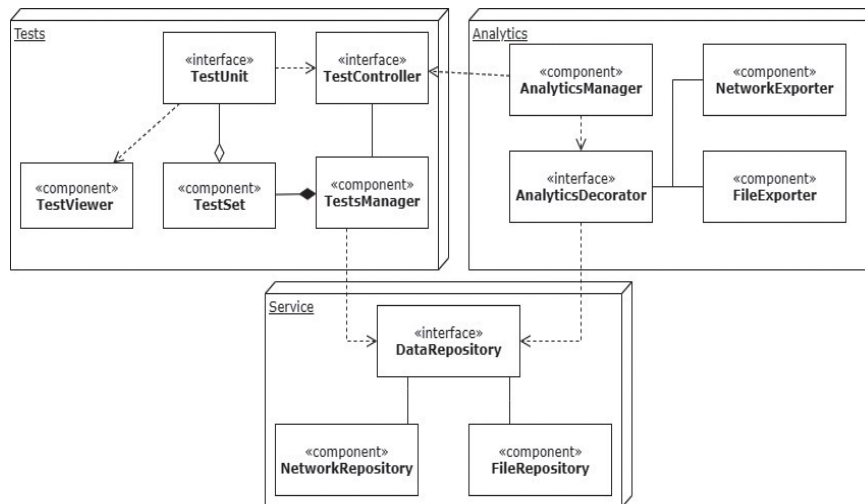 Tests
«interface»
TestUnit
«interface»
TestController
«component»
TestViewer
«component»
TestSet
«component»
TestsManager
Analytics
«component»
AnalyticsManager
«component»
NetworkExporter
«interface»
AnalyticsDecorator
«component»
FileExporter
Service
«interface»
DataRepository
«component»
NetworkRepository
«component»
FileRepository